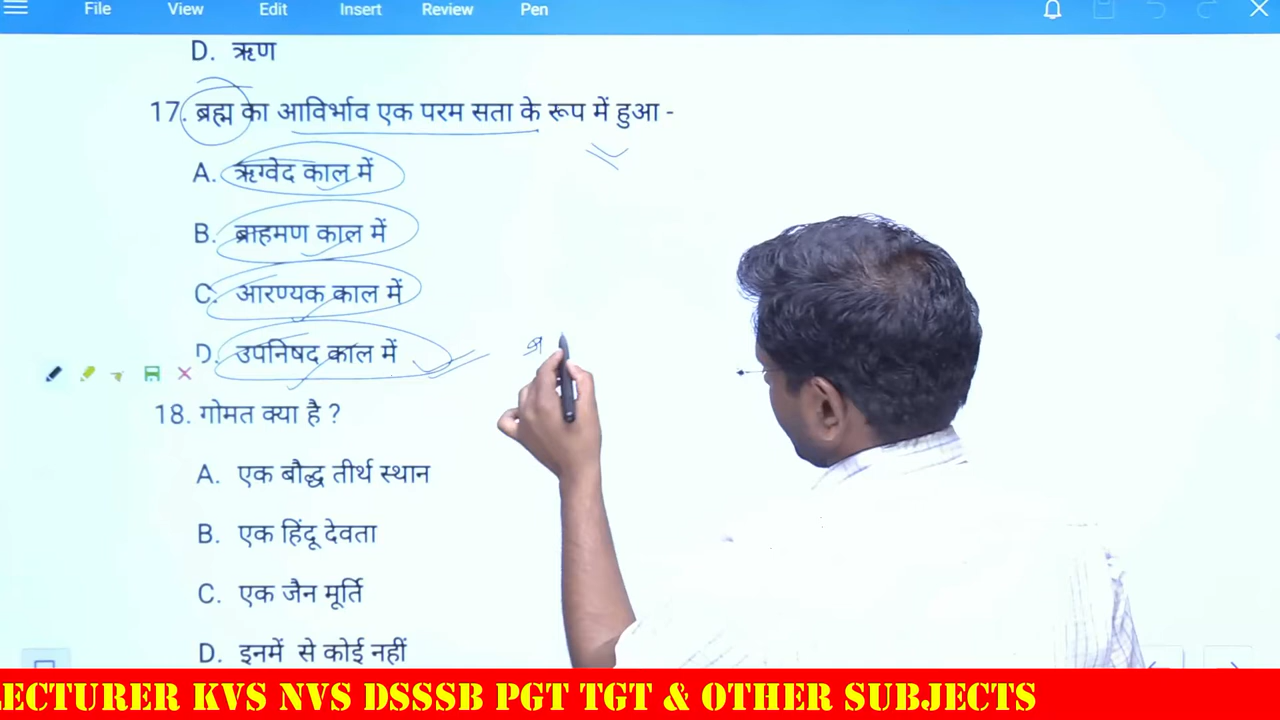 File View Edit Insert Review Pen
D. ऋण
17. ब्रह्म का आविर्भाव एक परम सता के रूप में हुआ -
A. ऋग्वेद काल में
B. ब्राहमण काल में
C. आरण्यक काल में
D. उपनिषद काल में
18. गोमत क्या है ?
A. एक बौद्ध तीर्थ स्थान
B. एक हिंदू देवता
C. एक जैन मूर्ति
D. इनमें से कोई नहीं
ECTURER KVS NVS DSSSB PGT TGT & OTHER SUBJECTS